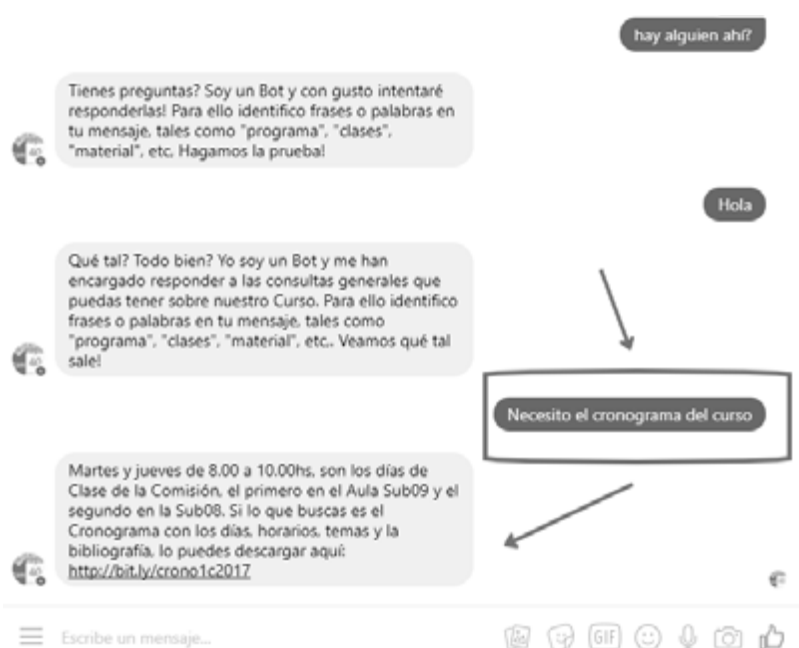 hay alguien ahí?
Tienes preguntas? Soy un Bot y con gusto intentaré
responderlas! Para ello identifico frases o palabras en
tu mensaje, tales como "programa", "clases",
"material", etc. Hagamos la prueba!
Hola
Qué tal? Todo bien? Yo soy un Bot y me han
encargado responder a las consultas generales que
puedas tener sobre nuestro Curso. Para ello identifico
frases o palabras en tu mensaje, tales como
"programa", "clases", "material", etc.. Veamos qué tal
sale!
Necesito el cronograma del curso
Martes y jueves de 8.00 a 10.00hs, son los días de
Clase de la Comisión, el primero en el Aula Sub09 y el
segundo en la Sub08. Si lo que buscas es el
Cronograma con los días, horarios, temas y la
bibliografía, lo puedes descargar aquí:
http://bit.ly/crono1c2017
Escribe un mensaje...
GIF